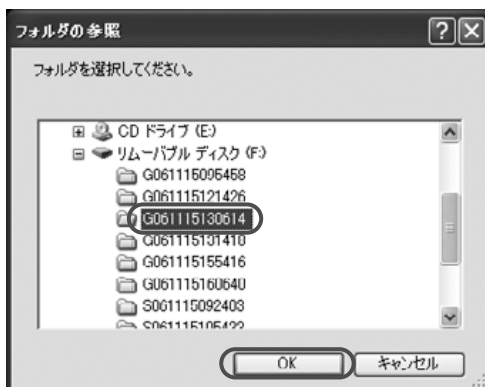 フォルダの参照
フォルダを選択してください。
CD ドライブ (E:)
リムーバブル ディスク (F:)
G061115095458
G061115121426
G061115130614
G061115131410
G061115155416
G061115160640
S061115092403
S061115105422
OK キャンセル